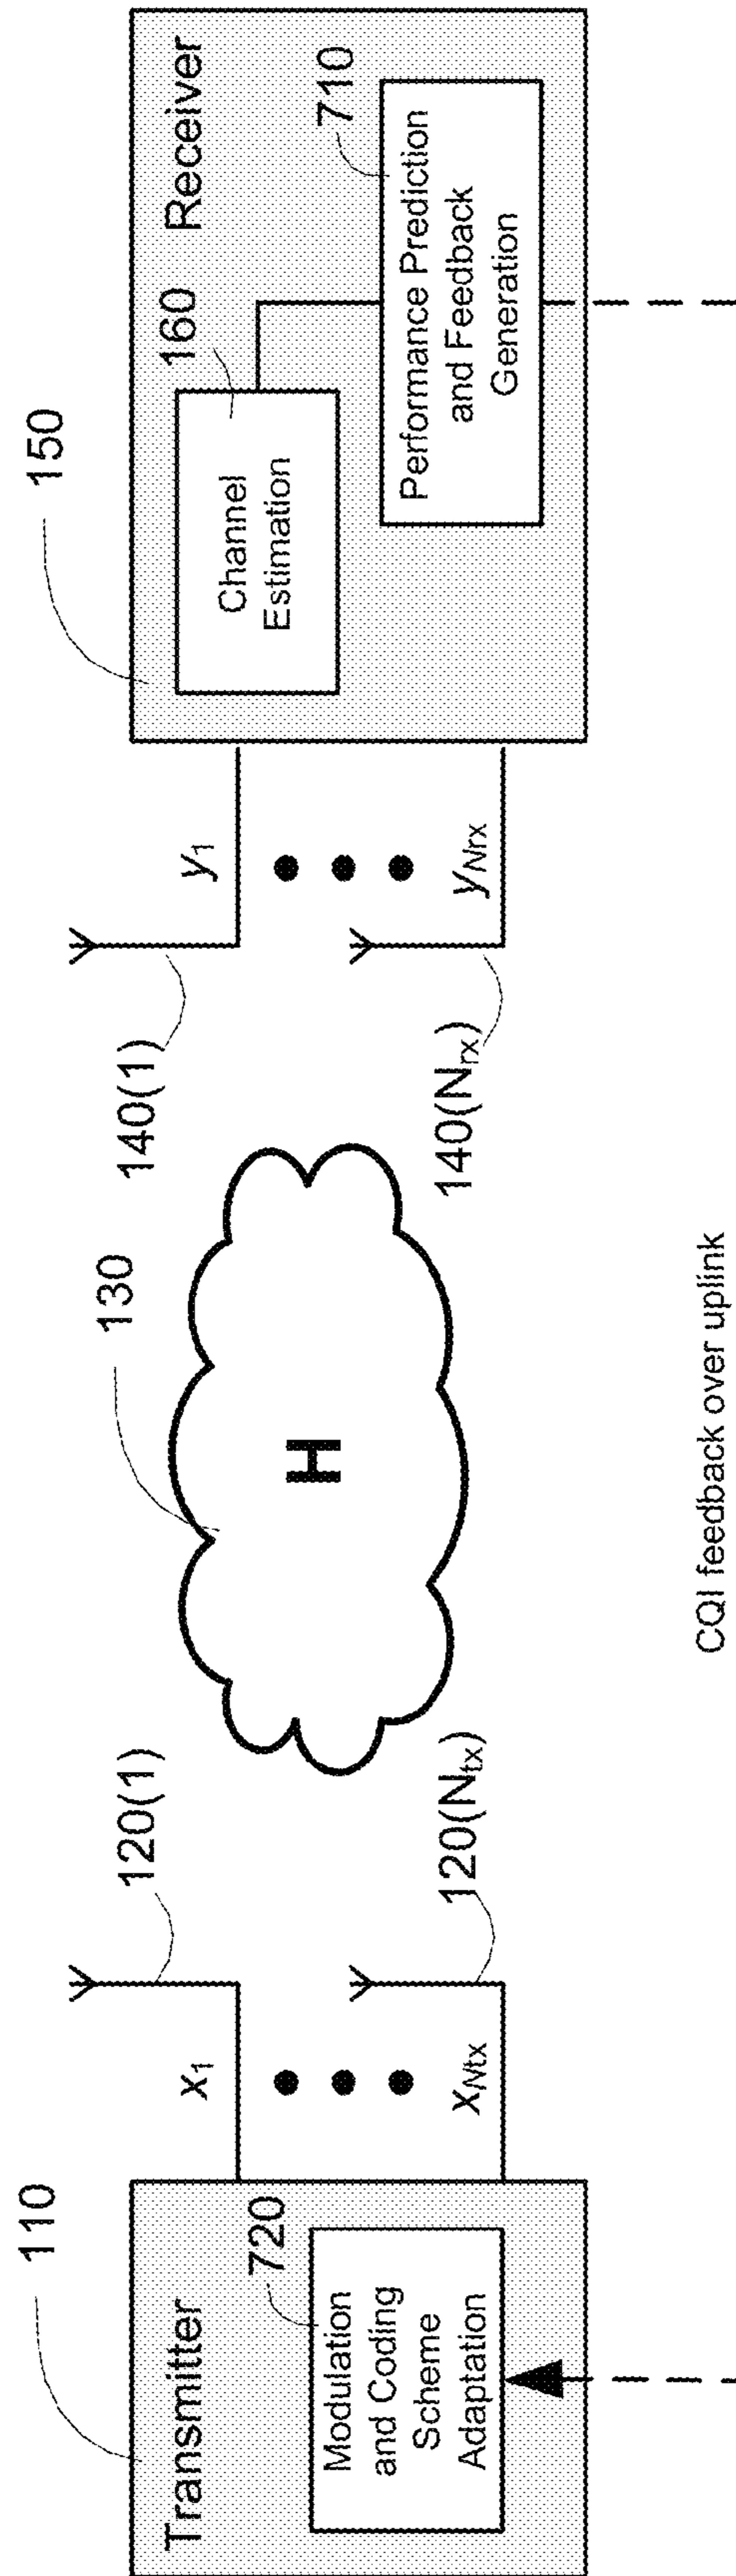 110
Transmitter
720
Modulation
and Coding
Scheme
Adaptation
x1
xNtx
120(1)
120(Ntx)
130
H
140(1)
140(Nrx)
y1
yNrx
150
Receiver
160
Channel
Estimation
710
Performance Prediction
and Feedback
Generation
CQI feedback over uplink